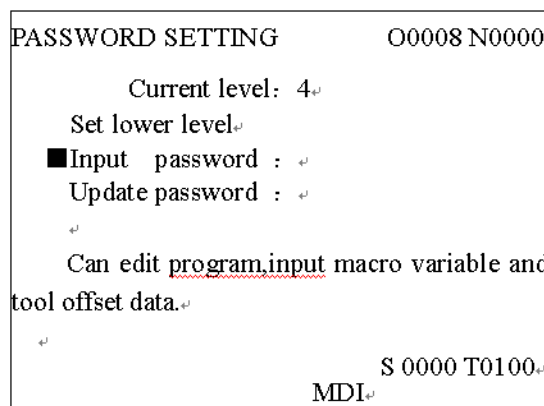 PASSWORD SETTING O0008 N0000
Current level：4
Set lower level
Input password ：
Update password ：
Can edit program,input macro variable and
tool offset data.
S 0000 T0100
MDI